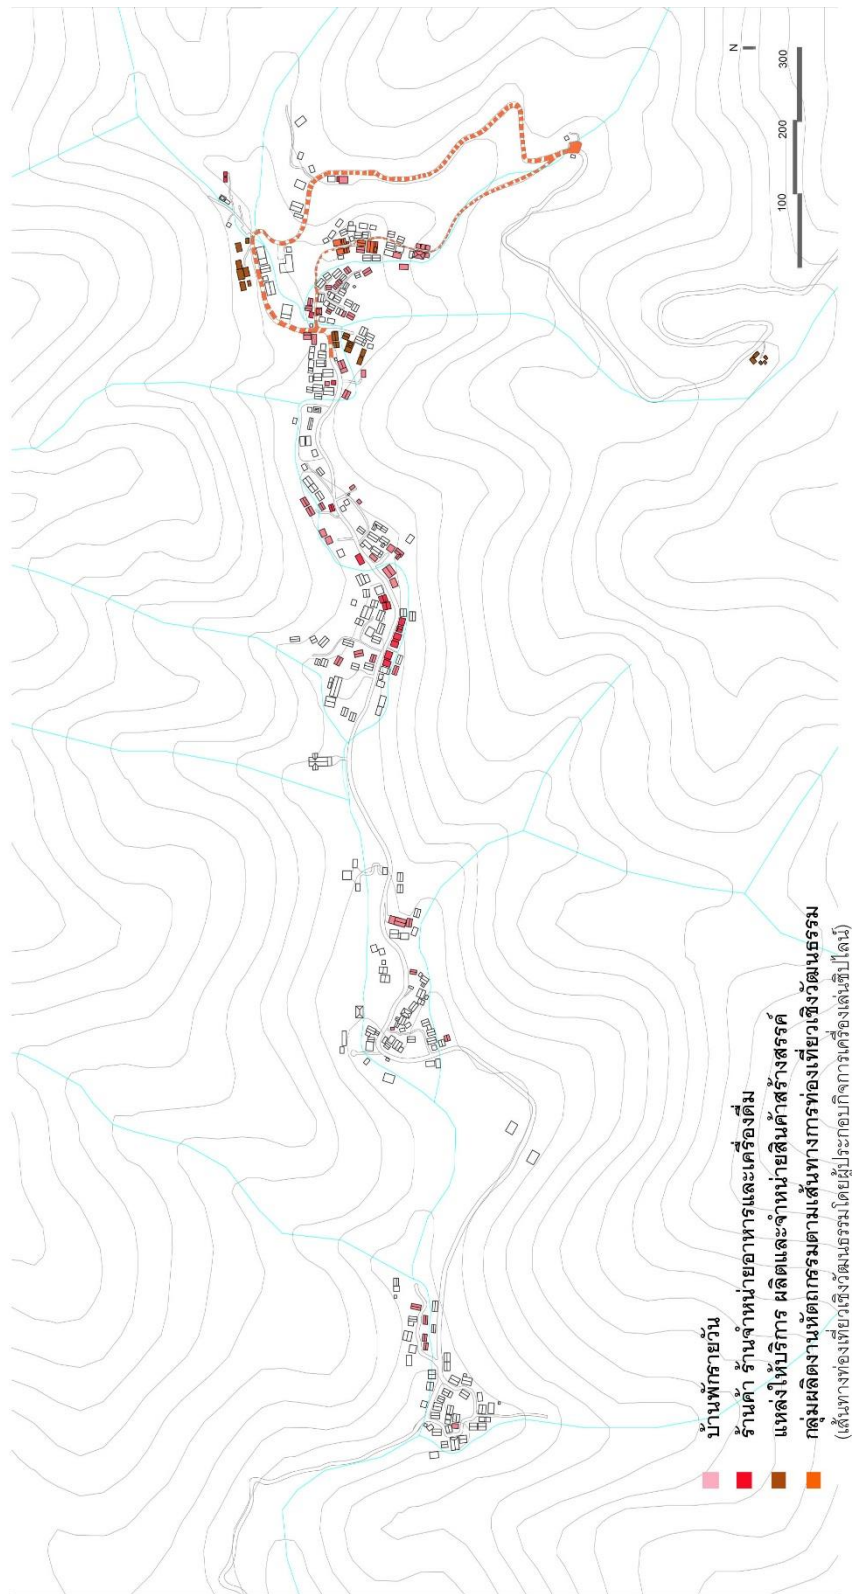 N
100 200 300
บ้านพักรายวัน
ร้านค้า ร้านจำหน่ายอาหารและเครื่องดื่ม
แหล่งให้บริการ ผลิตและจำหน่ายสินค้าสร้างสรรค์
กลุ่มผลิตงานหัตถกรรมตามเส้นทางการท่องเที่ยวเชิงวัฒนธรรม
(เส้นทางท่องเที่ยวเชิงวัฒนธรรมโดยผู้ประกอบกิจการเครื่องเล่นซิปไลน์)